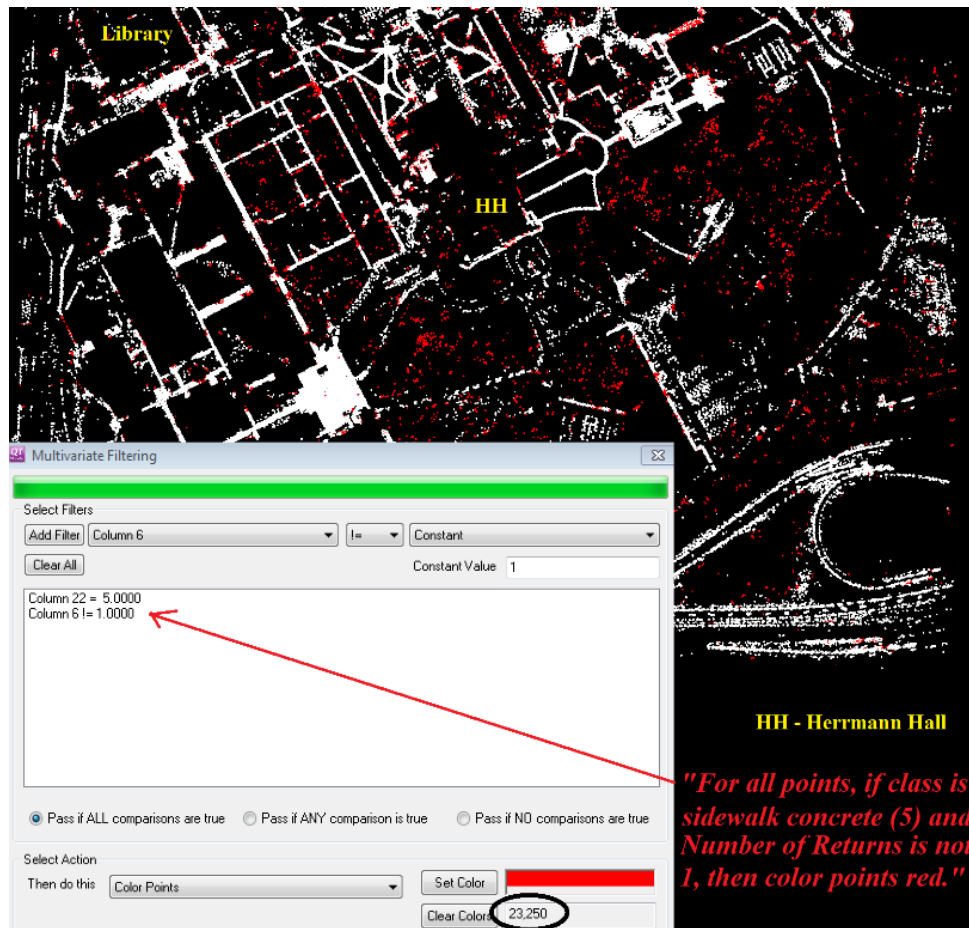 Library
HH
Multivariate Filtering
Select Filters
Add Filter Column 6 != Constant
Clear All Constant Value 1
Column 22 = 5.0000
Column 6 != 1.0000
HH - Herrmann Hall
"For all points, if class is
sidewalk concrete (5) and
Number of Returns is not
1, then color points red."
Pass if ALL comparisons are true Pass if ANY comparison is true Pass if NO comparisons are true
Select Action
Then do this Color Points Set Color
Clear Colors 23,250